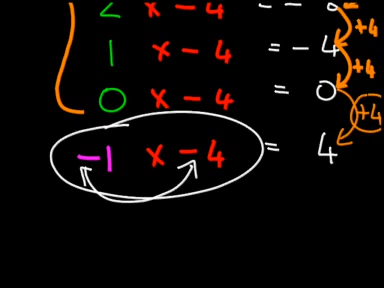 2 x - 4 = - 8
+4
1 x - 4 = - 4
+4
0 x - 4 = 0
+4
-1 x - 4 = 4